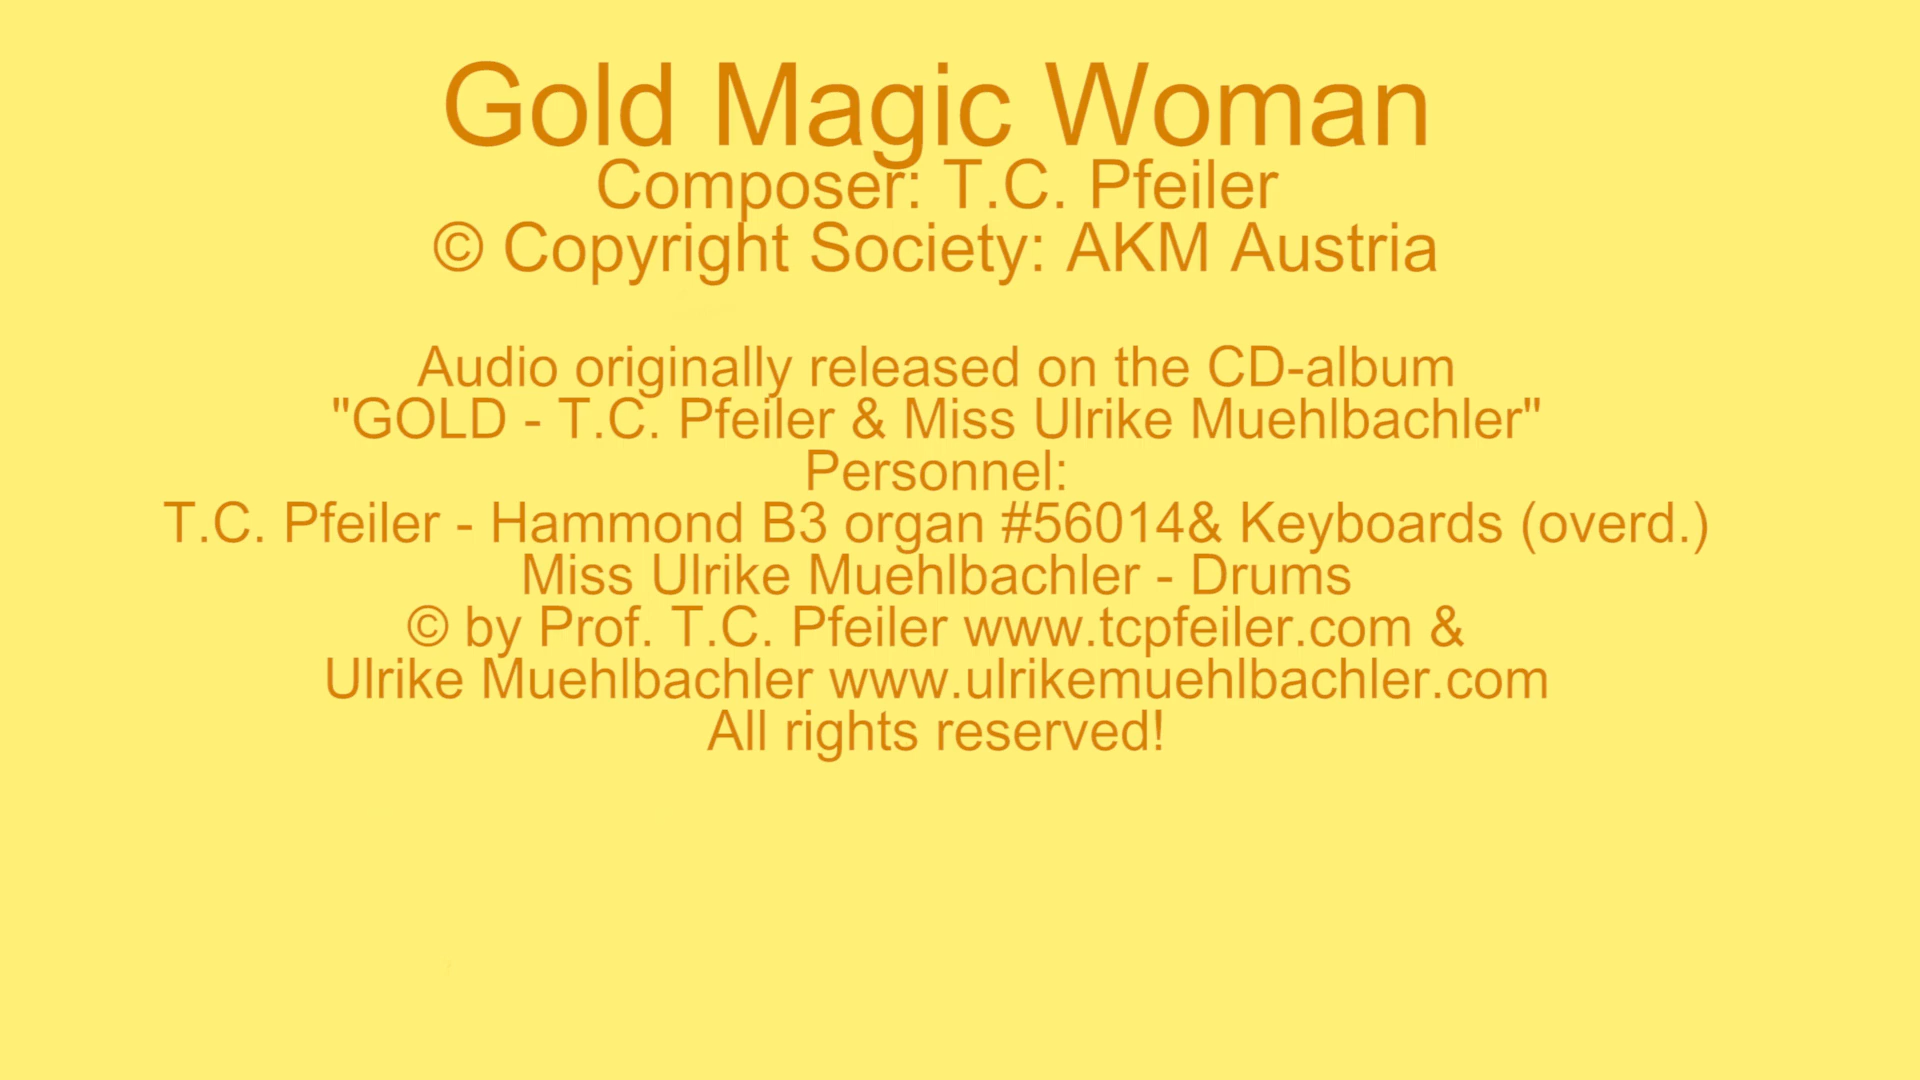 Gold Magic Woman
Composer: T.C. Pfeiler
© Copyright Society: AKM Austria
Audio originally released on the CD-album
"GOLD - T.C. Pfeiler & Miss Ulrike Muehlbachler"
Personnel:
T.C. Pfeiler - Hammond B3 organ #56014& Keyboards (overd.)
Miss Ulrike Muehlbachler - Drums
© by Prof. T.C. Pfeiler www.tcpfeiler.com &
Ulrike Muehlbachler www.ulrikemuehlbachler.com
All rights reserved!